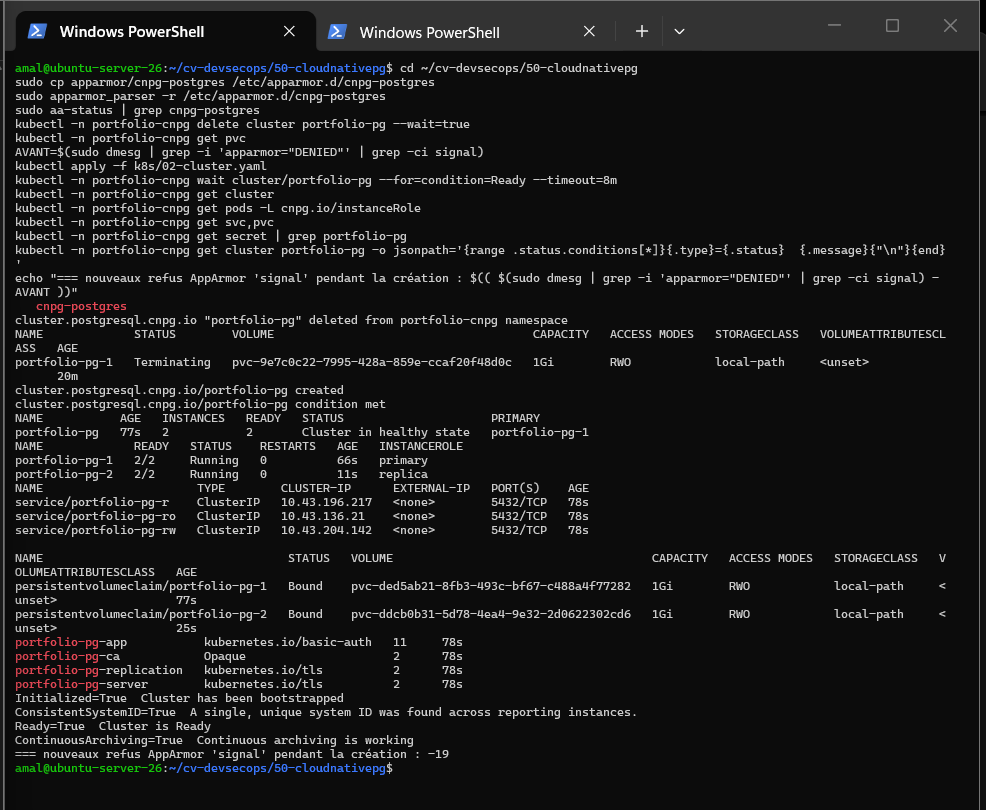 Windows PowerShell
Windows PowerShell
amal@ubuntu-server-26:~/cv-devsecops/50-cloudnativepg$ cd ~/cv-devsecops/50-cloudnativepg
sudo cp apparmor/cnpg-postgres /etc/apparmor.d/cnpg-postgres
sudo apparmor_parser -r /etc/apparmor.d/cnpg-postgres
sudo aa-status | grep cnpg-postgres
kubectl -n portfolio-cnpg delete cluster portfolio-pg --wait=true
kubectl -n portfolio-cnpg get pvc
AVANT=$(sudo dmesg | grep -i 'apparmor="DENIED"' | grep -ci signal)
kubectl apply -f k8s/02-cluster.yaml
kubectl -n portfolio-cnpg wait cluster/portfolio-pg --for=condition=Ready --timeout=8m
kubectl -n portfolio-cnpg get cluster
kubectl -n portfolio-cnpg get pods -L cnpg.io/instanceRole
kubectl -n portfolio-cnpg get svc,pvc
kubectl -n portfolio-cnpg get secret | grep portfolio-pg
kubectl -n portfolio-cnpg get cluster portfolio-pg -o jsonpath='{range .status.conditions[*]}{.type}={.status}  {.message}{"\n"}{end}
'
echo "=== nouveaux refus AppArmor 'signal' pendant la création : $(( $(sudo dmesg | grep -i 'apparmor="DENIED"' | grep -ci signal) -
AVANT ))"
   cnpg-postgres
cluster.postgresql.cnpg.io "portfolio-pg" deleted from portfolio-cnpg namespace
NAME             STATUS        VOLUME                                     CAPACITY   ACCESS MODES   STORAGECLASS   VOLUMEATTRIBUTESCL
ASS   AGE
portfolio-pg-1   Terminating   pvc-9e7c0c22-7995-428a-859e-ccaf20f48d0c   1Gi        RWO            local-path     <unset>
      20m
cluster.postgresql.cnpg.io/portfolio-pg created
cluster.postgresql.cnpg.io/portfolio-pg condition met
NAME           AGE   INSTANCES   READY   STATUS                     PRIMARY
portfolio-pg   77s   2           2       Cluster in healthy state   portfolio-pg-1
NAME             READY   STATUS    RESTARTS   AGE   INSTANCEROLE
portfolio-pg-1   2/2     Running   0          66s   primary
portfolio-pg-2   2/2     Running   0          11s   replica
NAME                      TYPE        CLUSTER-IP      EXTERNAL-IP   PORT(S)    AGE
service/portfolio-pg-r    ClusterIP   10.43.196.217   <none>        5432/TCP   78s
service/portfolio-pg-ro   ClusterIP   10.43.136.21    <none>        5432/TCP   78s
service/portfolio-pg-rw   ClusterIP   10.43.204.142   <none>        5432/TCP   78s
NAME                                   STATUS   VOLUME                                     CAPACITY   ACCESS MODES   STORAGECLASS   V
OLUMEATTRIBUTESCLASS   AGE
persistentvolumeclaim/portfolio-pg-1   Bound    pvc-ded5ab21-8fb3-493c-bf67-c488a4f77282   1Gi        RWO            local-path     <
unset>                 77s
persistentvolumeclaim/portfolio-pg-2   Bound    pvc-ddcb0b31-5d78-4ea4-9e32-2d0622302cd6   1Gi        RWO            local-path     <
unset>                 25s
portfolio-pg-app           kubernetes.io/basic-auth   11     78s
portfolio-pg-ca            Opaque                     2      78s
portfolio-pg-replication   kubernetes.io/tls          2      78s
portfolio-pg-server        kubernetes.io/tls          2      78s
Initialized=True  Cluster has been bootstrapped
ConsistentSystemID=True  A single, unique system ID was found across reporting instances.
Ready=True  Cluster is Ready
ContinuousArchiving=True  Continuous archiving is working
=== nouveaux refus AppArmor 'signal' pendant la création : -19
amal@ubuntu-server-26:~/cv-devsecops/50-cloudnativepg$